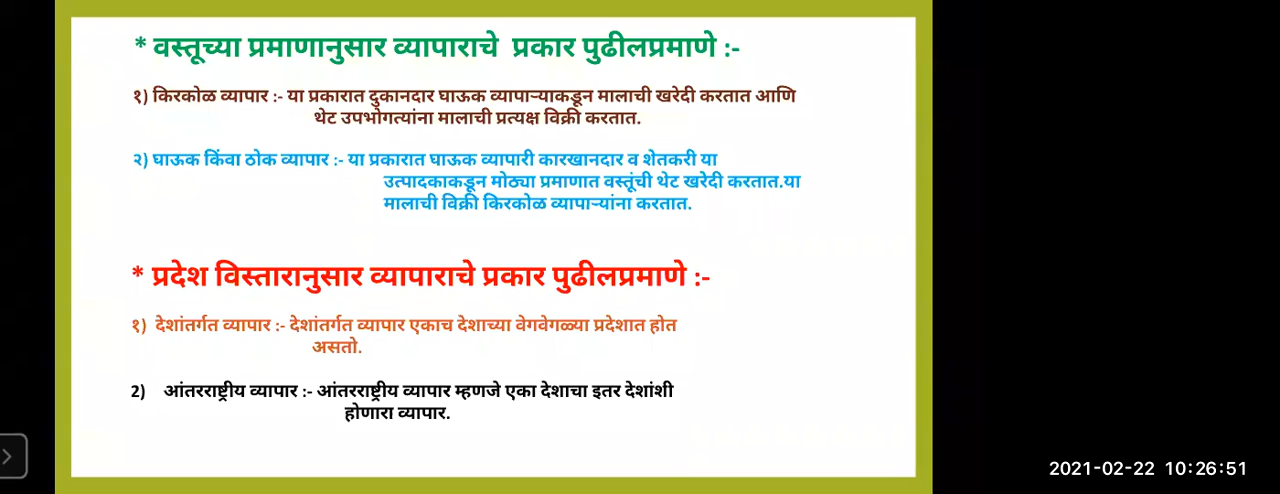 * वस्तूच्या प्रमाणानुसार व्यापाराचे प्रकार पुढीलप्रमाणे :-
१) किरकोळ व्यापार :- या प्रकारात दुकानदार घाऊक व्यापाऱ्याकडून मालाची खरेदी करतात आणि
थेट उपभोगत्यांना मालाची प्रत्यक्ष विक्री करतात.
२) घाऊक किंवा ठोक व्यापार :- या प्रकारात घाऊक व्यापारी कारखानदार व शेतकरी या
उत्पादकाकडून मोठ्या प्रमाणात वस्तूंची थेट खरेदी करतात.या
मालाची विक्री किरकोळ व्यापाऱ्यांना करतात.
* प्रदेश विस्तारानुसार व्यापाराचे प्रकार पुढीलप्रमाणे :-
१) देशांतर्गत व्यापार :- देशांतर्गत व्यापार एकाच देशाच्या वेगवेगळ्या प्रदेशात होत
असतो.
2) आंतरराष्ट्रीय व्यापार :- आंतरराष्ट्रीय व्यापार म्हणजे एका देशाचा इतर देशांशी
होणारा व्यापार.
2021-02-22 10:26:51